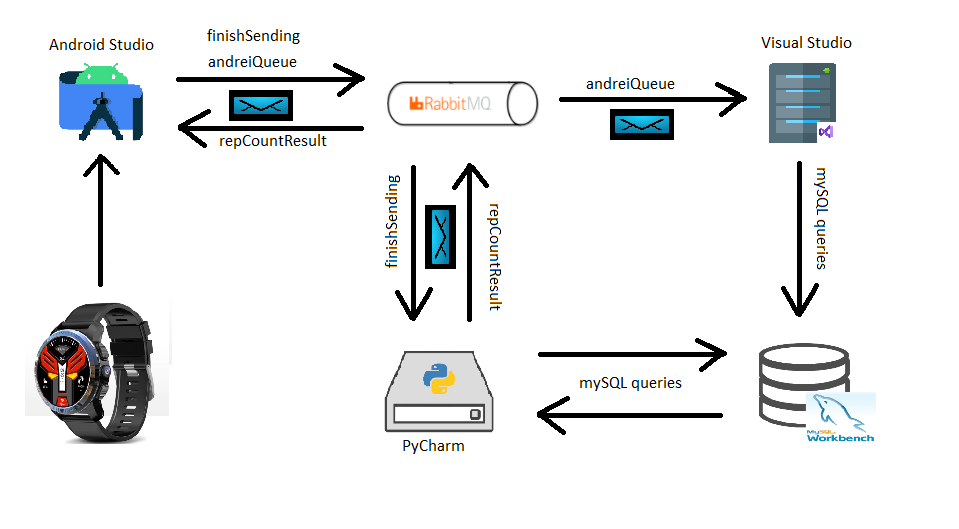 Android Studio
finishSending
andreiQueue
repCountResult
RabbitMQ
andreiQueue
Visual Studio
finishSending
repCountResult
mySQL queries
PyCharm
mySQL queries
MySQL
Workbench